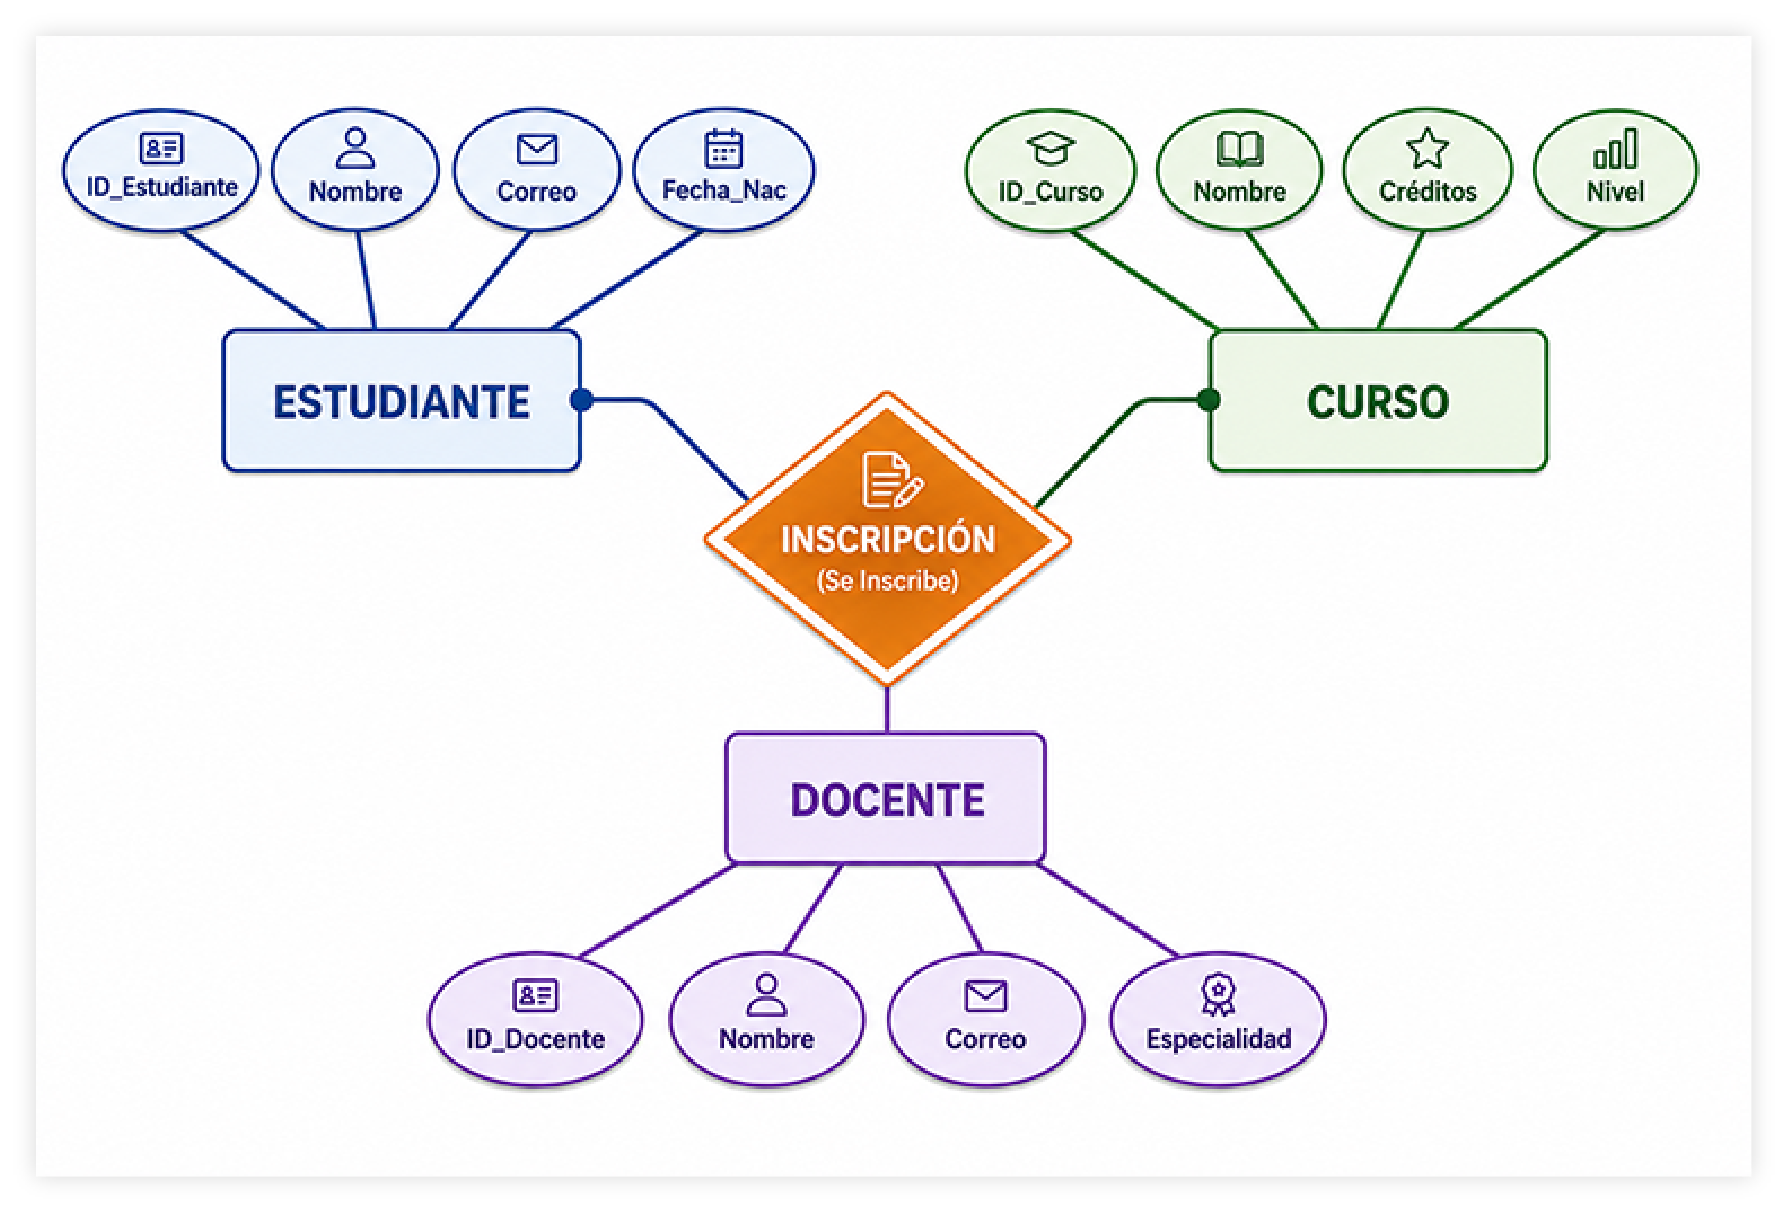 ID_Estudiante
Nombre
Correo
Fecha_Nac
ID_Curso
Nombre
Créditos
Nivel
ESTUDIANTE
CURSO
INSCRIPCIÓN
(Se Inscribe)
DOCENTE
ID_Docente
Nombre
Correo
Especialidad